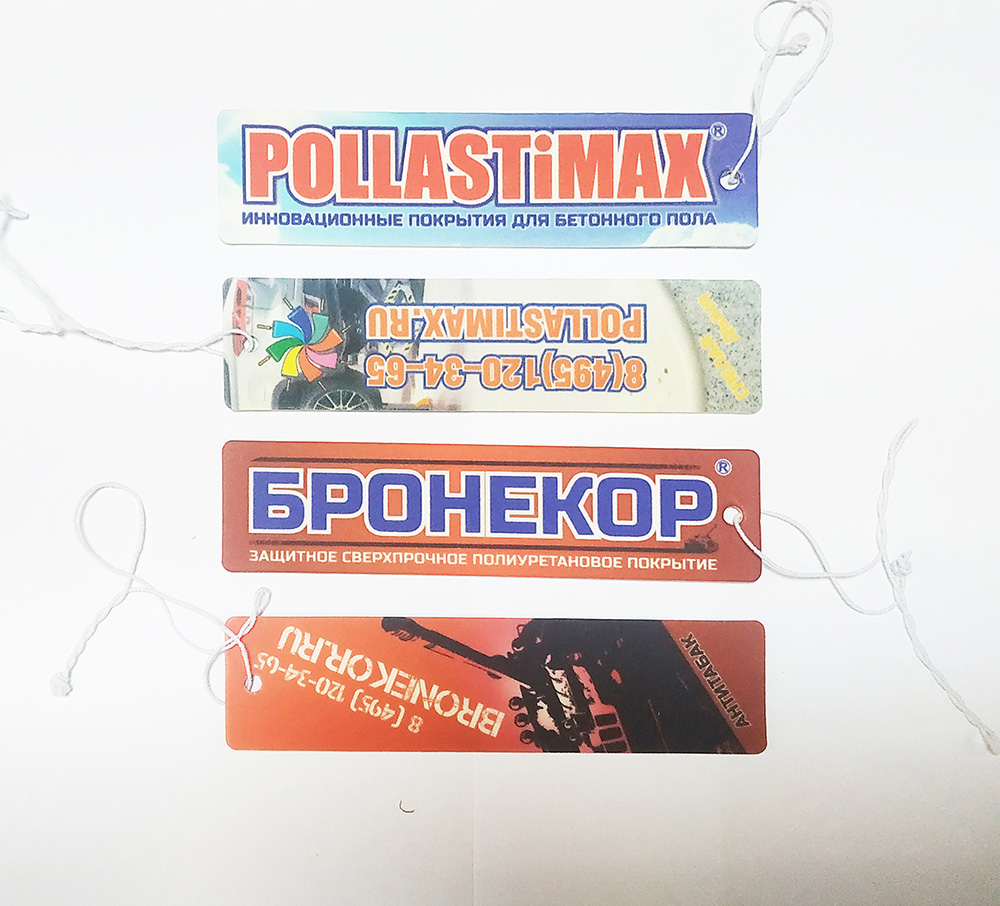 POLLASTiMAX®
ИННОВАЦИОННЫЕ ПОКРЫТИЯ ДЛЯ БЕТОННОГО ПОЛА
8(495)120-34-65
POLLASTIMAX.RU
БРОНЕКОР®
ЗАЩИТНОЕ СВЕРХПРОЧНОЕ ПОЛИУРЕТАНОВОЕ ПОКРЫТИЕ
BRONEKOR.RU
8 (495) 120-34-65
АНТИТАБАК